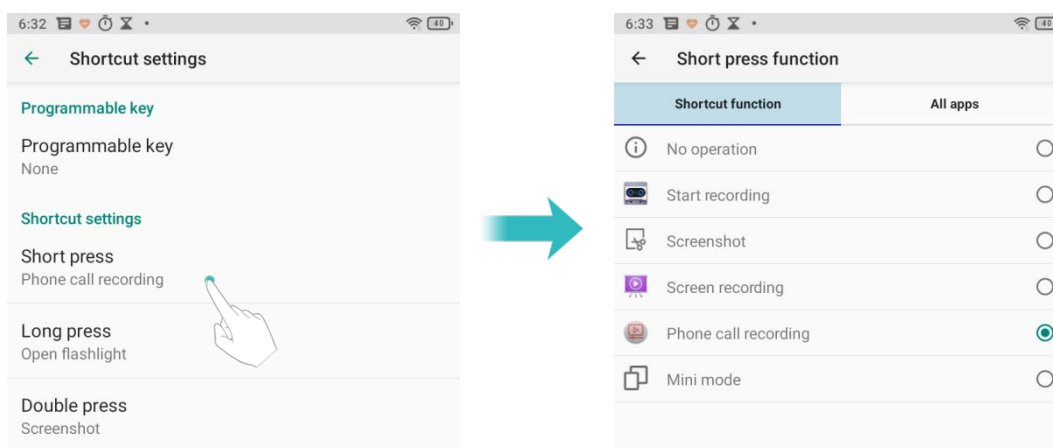 6:32
40
Shortcut settings
Programmable key
Programmable key
None
Shortcut settings
Short press
Phone call recording
Long press
Open flashlight
Double press
Screenshot
6:33
40
Short press function
Shortcut function
All apps
No operation
Start recording
Screenshot
Screen recording
Phone call recording
Mini mode